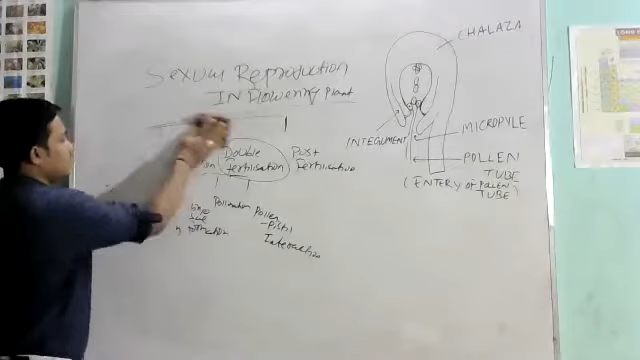 Sexual Reproduction
IN Flowering Plant
Double
Fertilisation
Post
Fertilisation
Pollination
Pollen
- Pistil
Interaction
CHALAZA
INTEGUMENT
MICROPYLE
POLLEN
TUBE
(ENTERY OF POLEN
TUBE)